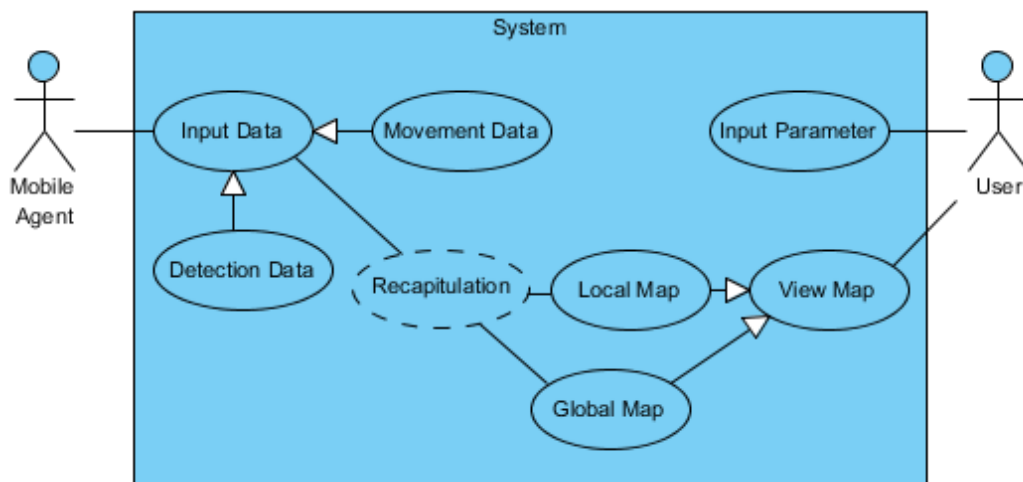 System
Input Data
Movement Data
Input Parameter
Mobile
Agent
User
Detection Data
Recapitulation
Local Map
View Map
Global Map